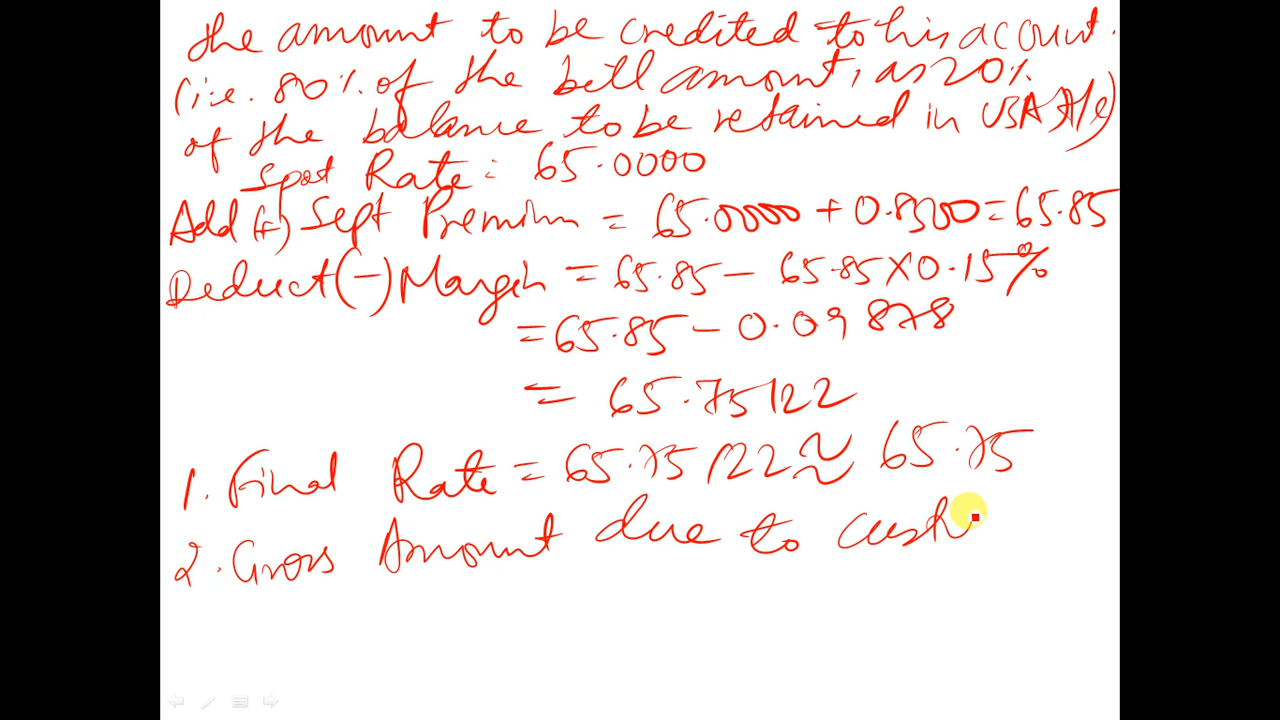 the amount to be credited to his account.
(i.e. 80% of the bill amount, as 20%
of the balance to be retained in USA A/c)
Spot Rate: 65.0000
Add (+) Sept Premium = 65.0000 + 0.8500 = 65.85
Deduct (-) Margin = 65.85 - 65.85 X 0.15%
= 65.85 - 0.09878
= 65.75122
1. Final Rate = 65.75122 ≈ 65.75
2. Gross Amount due to cust